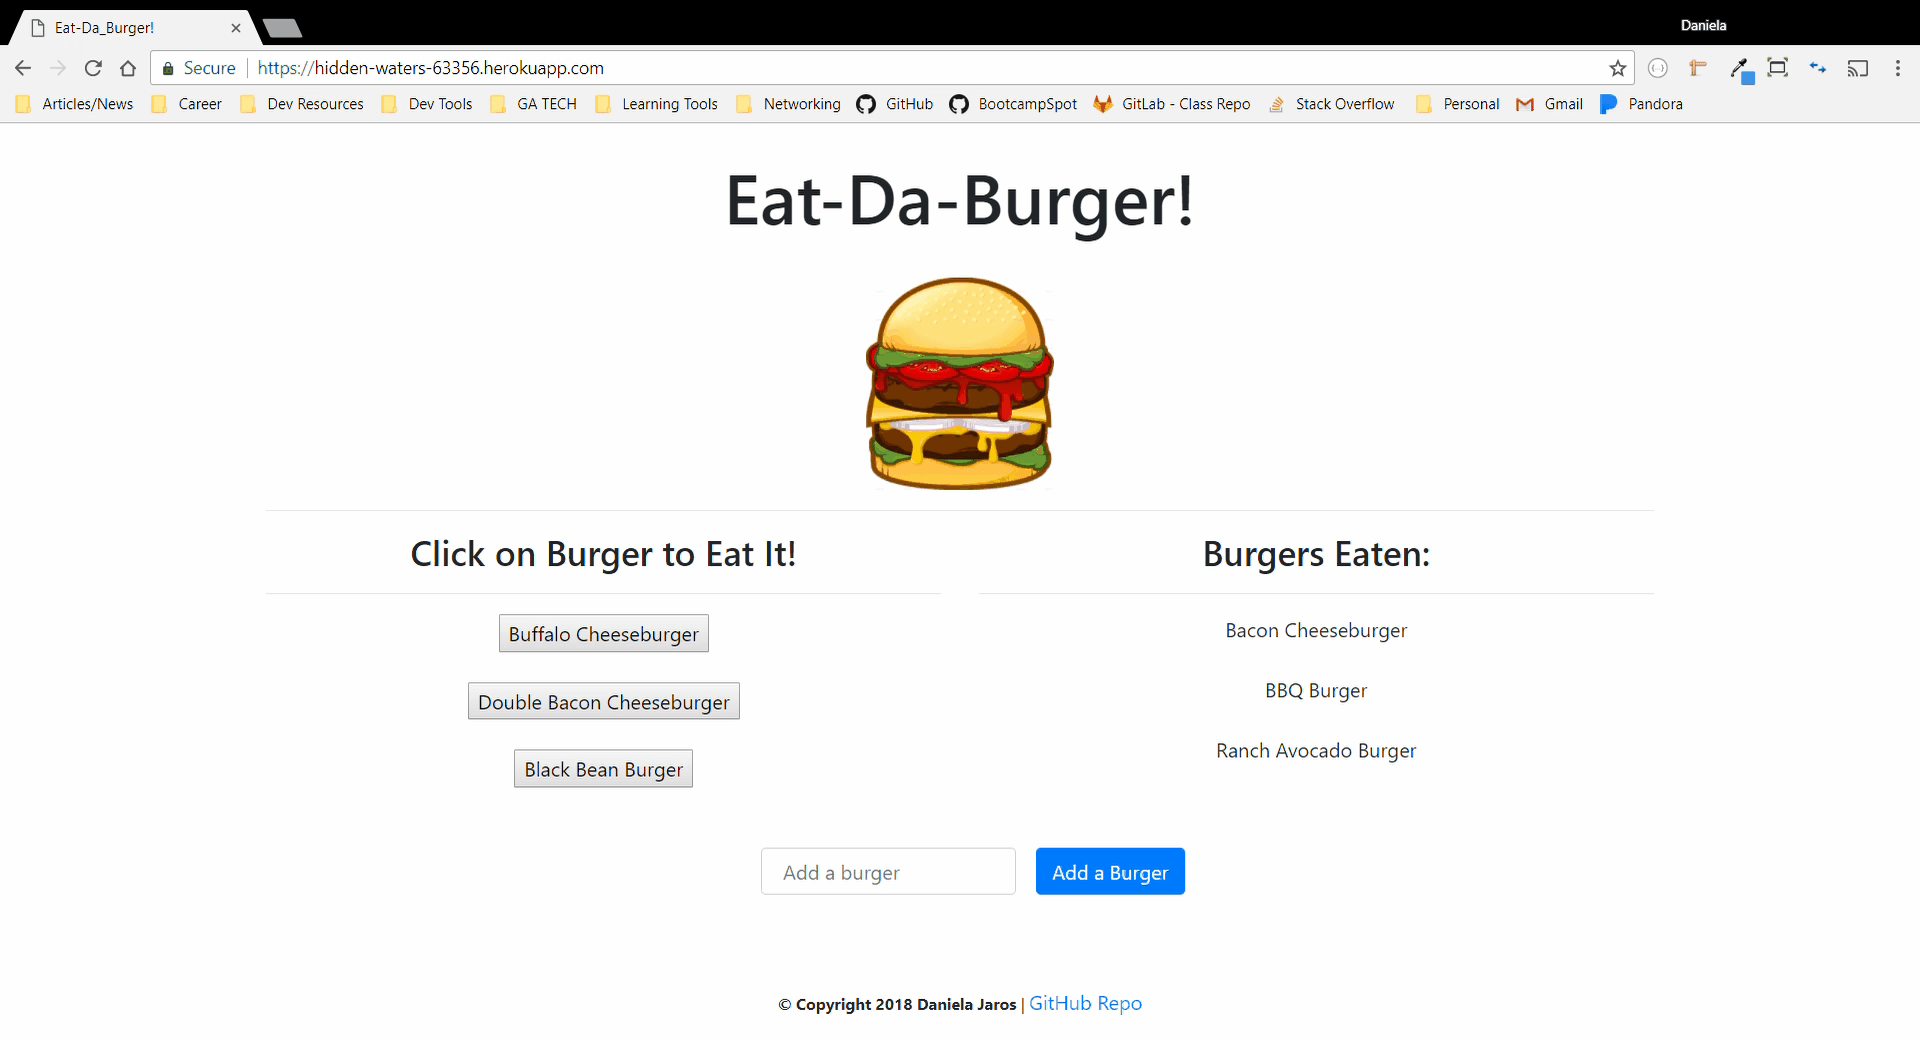 Eat-Da_Burger!
Daniela
Secure https://hidden-waters-63356.herokuapp.com
Articles/News Career Dev Resources Dev Tools GA TECH Learning Tools Networking GitHub BootcampSpot GitLab - Class Repo Stack Overflow Personal Gmail Pandora
Eat-Da-Burger!
Click on Burger to Eat It!
Buffalo Cheeseburger
Double Bacon Cheeseburger
Black Bean Burger
Burgers Eaten:
Bacon Cheeseburger
BBQ Burger
Ranch Avocado Burger
Add a burger Add a Burger
© Copyright 2018 Daniela Jaros | GitHub Repo